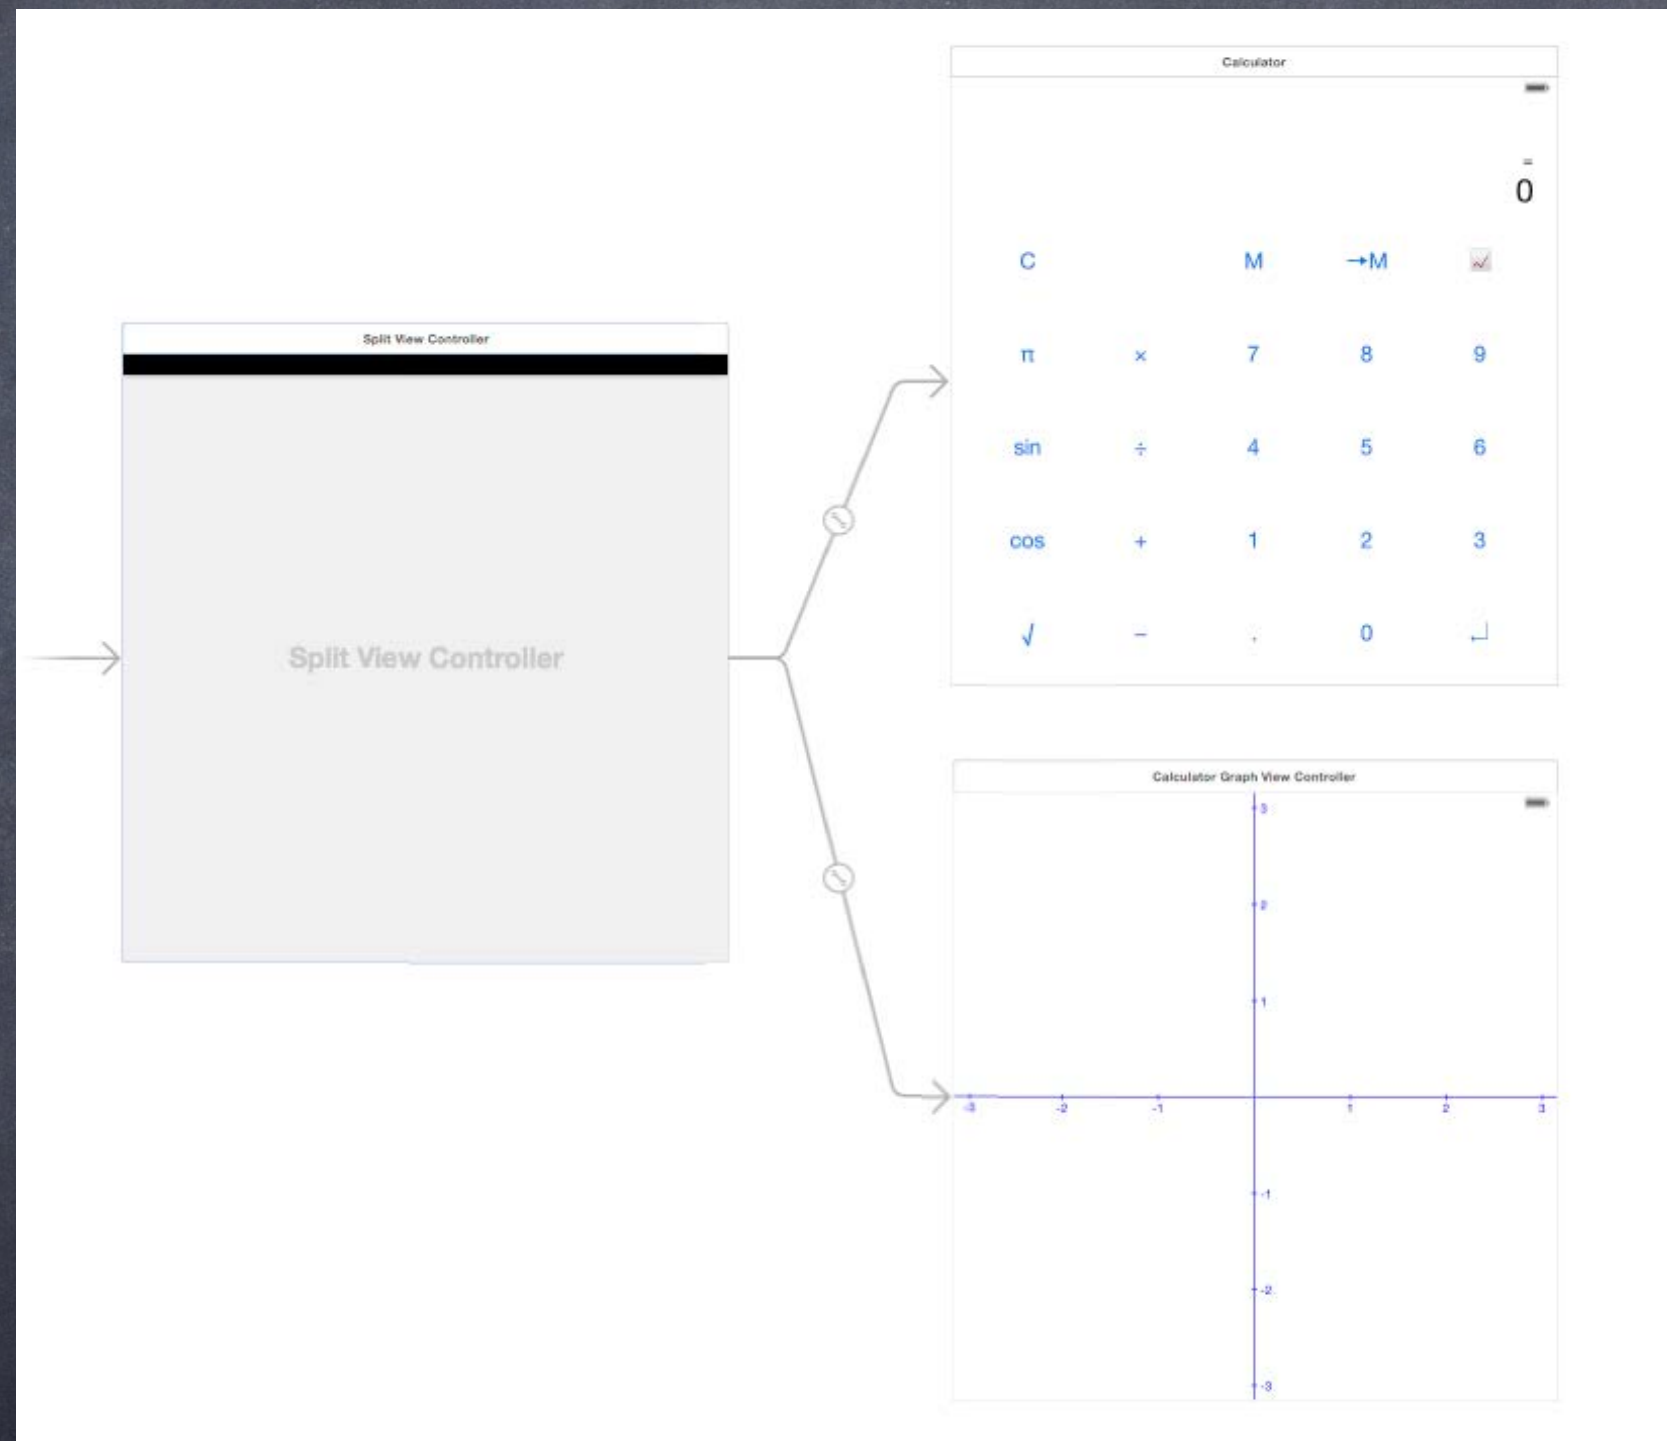 Calculator
=
0
C M →M
π × 7 8 9
sin ÷ 4 5 6
cos + 1 2 3
√ − . 0 ↵
Split View Controller
Split View Controller
Calculator Graph View Controller
3
2
1
-3 -2 -1 1 2 3
-1
-2
-3